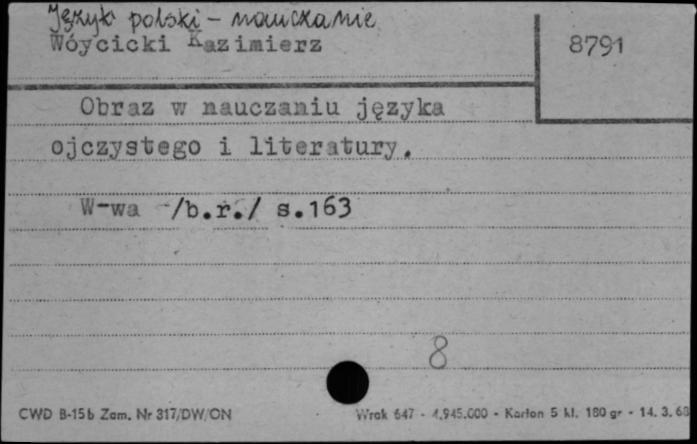 Język polski - nauczanie
Wóycicki Kazimierz
8791
Obraz w nauczaniu języka
ojczystego i literatury.
W-wa /b.r./ s.163
8
CWD B-15b Zam. Nr 317/DW/ON
Wrok 647 - 4.945.000 - Karton 5 kl. 180 gr - 14. 3. 63